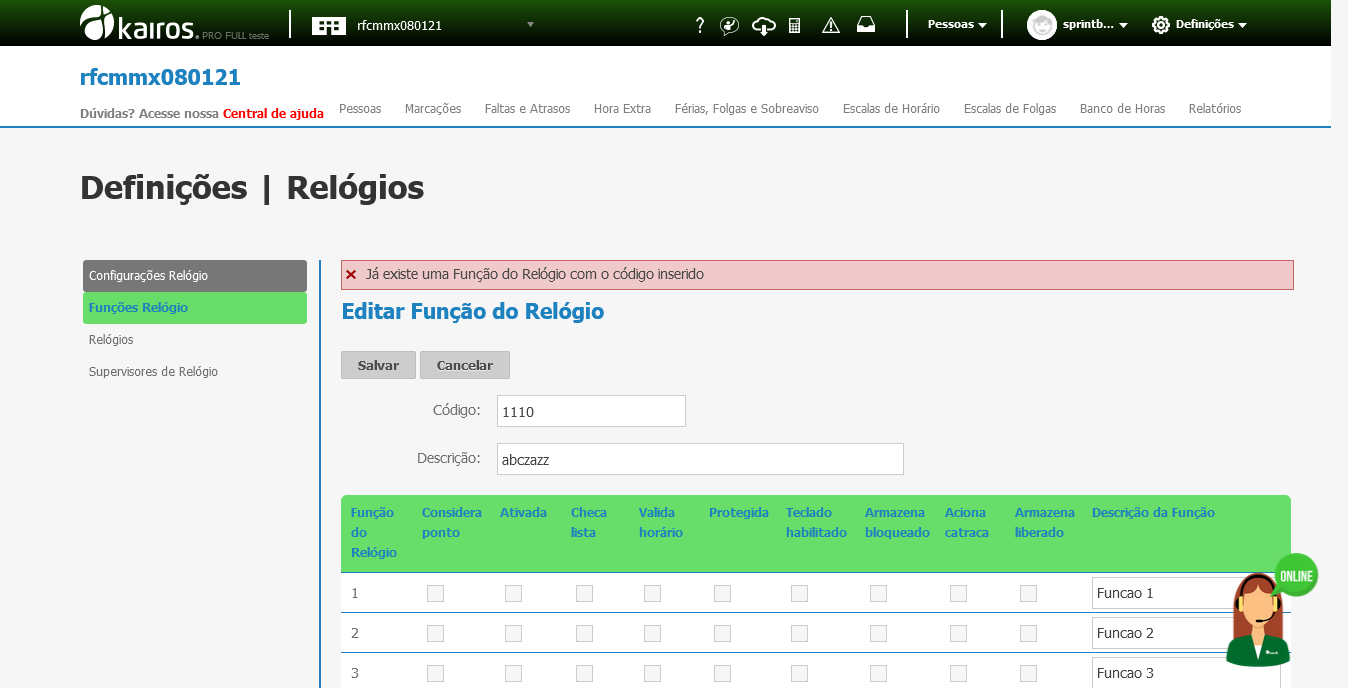 kairos. PRO FULL teste
rfcmmx080121
? Pessoas sprintb... Definições
rfcmmx080121
Dúvidas? Acesse nossa Central de ajuda
Pessoas Marcações Faltas e Atrasos Hora Extra Férias, Folgas e Sobreaviso Escalas de Horário Escalas de Folgas Banco de Horas Relatórios
Definições | Relógios
Configurações Relógio
Funções Relógio
Relógios
Supervisores de Relógio
Já existe uma Função do Relógio com o código inserido
Editar Função do Relógio
Salvar Cancelar
Código: 1110
Descrição: abczazz
Função do Relógio Considera ponto Ativada Checa lista Valida horário Protegida Teclado habilitado Armazena bloqueado Aciona catraca Armazena liberado Descrição da Função
1 Funcao 1
2 Funcao 2
3 Funcao 3
ONLINE